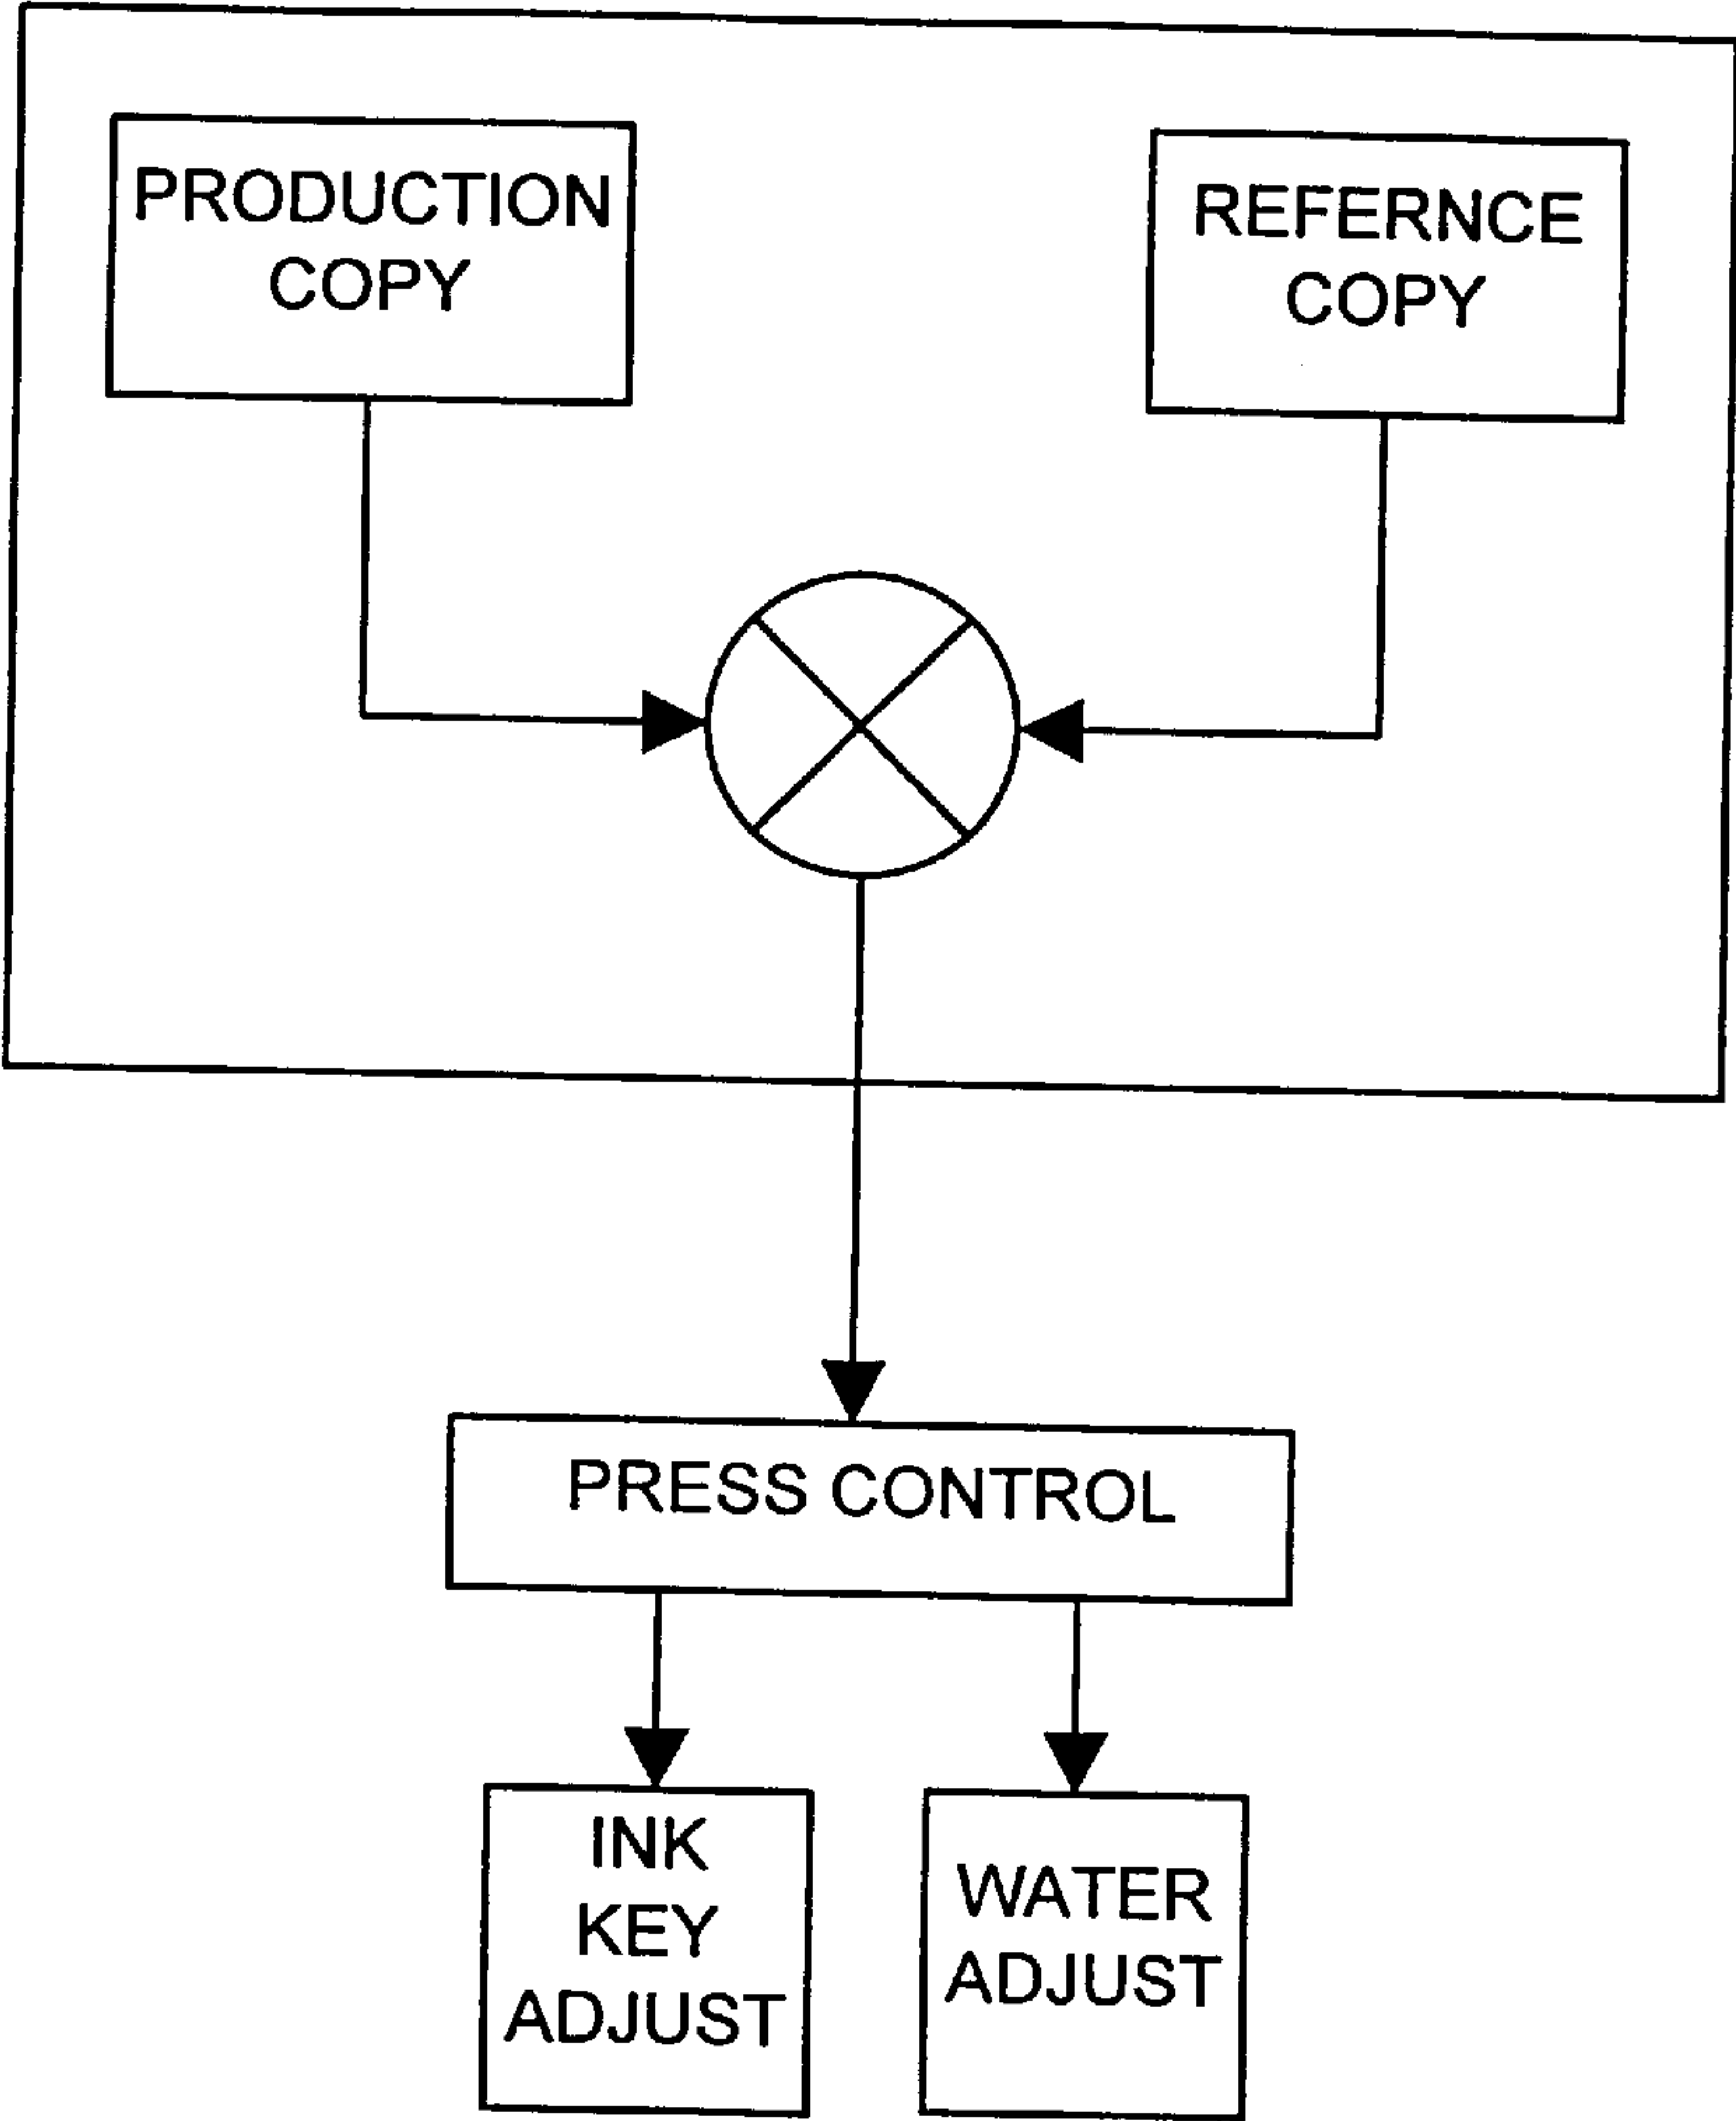 PRODUCTION
COPY
REFERNCE
COPY
PRESS CONTROL
INK
KEY
ADJUST
WATER
ADJUST